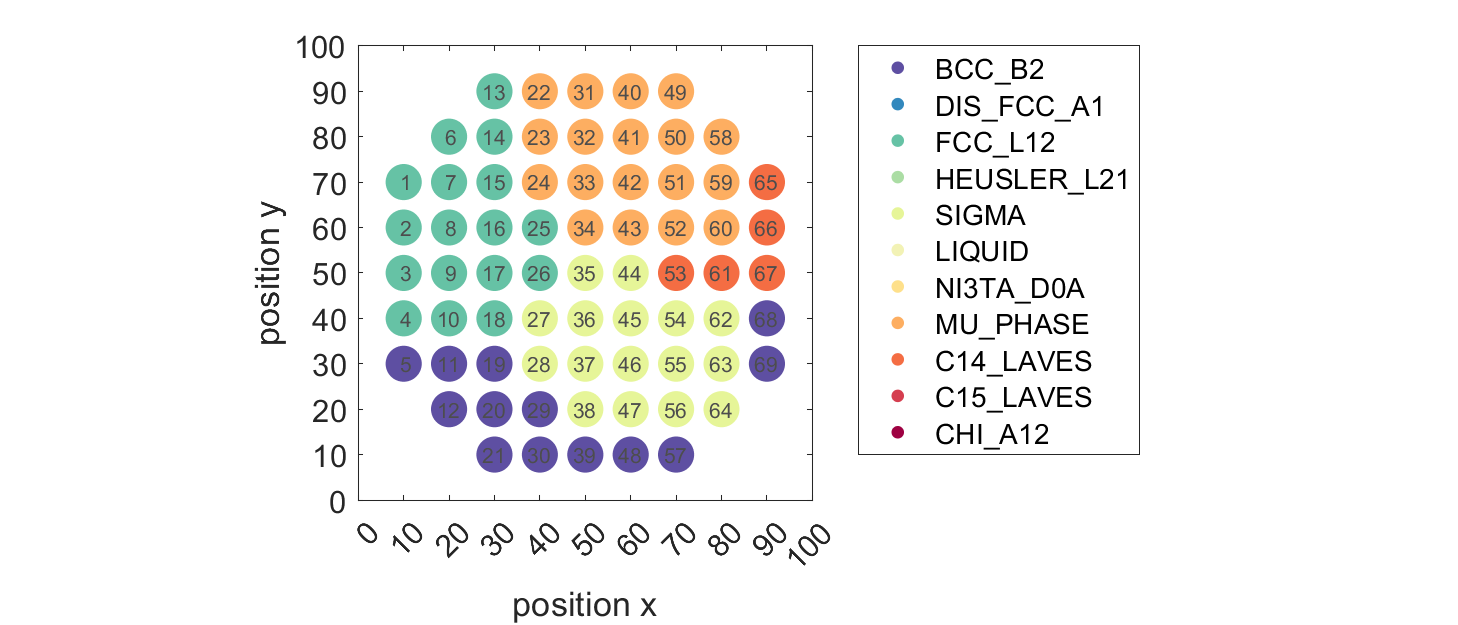 100
90
80
70
60
50
40
30
20
10
0
position y
13 22 31 40 49
6 14 23 32 41 50 58
1 7 15 24 33 42 51 59 65
2 8 16 25 34 43 52 60 66
3 9 17 26 35 44 53 61 67
4 10 18 27 36 45 54 62 68
5 11 19 28 37 46 55 63 69
12 20 29 38 47 56 64
21 30 39 48 57
0 10 20 30 40 50 60 70 80 90 100
position x
BCC_B2
DIS_FCC_A1
FCC_L12
HEUSLER_L21
SIGMA
LIQUID
NI3TA_D0A
MU_PHASE
C14_LAVES
C15_LAVES
CHI_A12